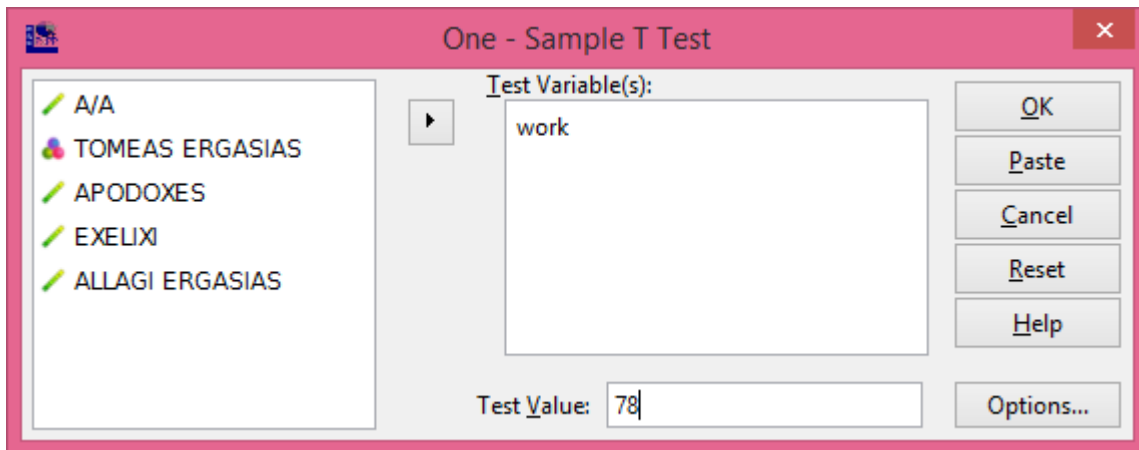 One - Sample T Test
A/A
TOMEAS ERGASIAS
APODOXES
EXELIXI
ALLAGI ERGASIAS
Test Variable(s):
work
Test Value: 78
OK
Paste
Cancel
Reset
Help
Options...